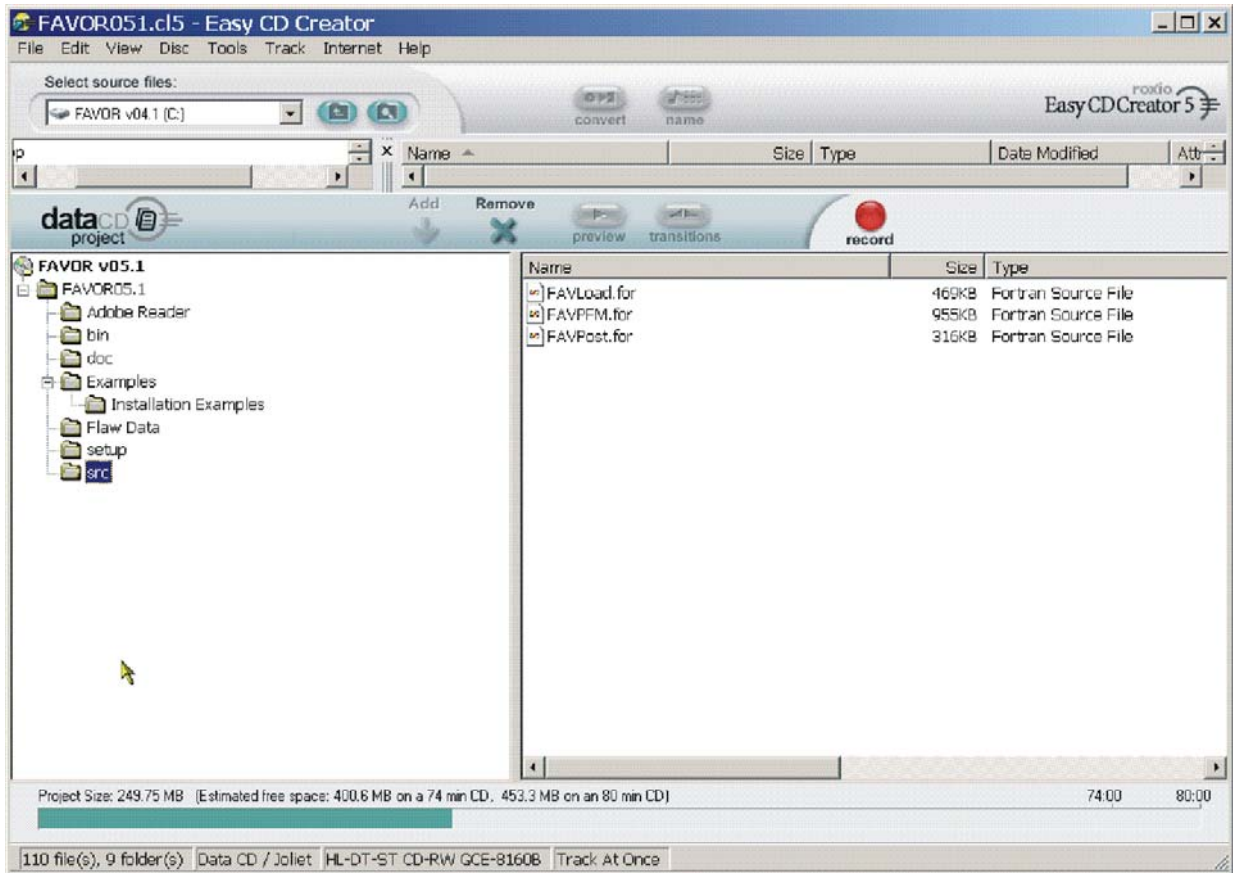 FAVOR051.cl5 - Easy CD Creator
File Edit View Disc Tools Track Internet Help
Select source files:
FAVOR v04.1 (C:)
convert name
roxio
Easy CD Creator 5
p
Name Size Type Date Modified Attr
data CD project
Add Remove preview transitions record
FAVOR v05.1
FAVOR05.1
Adobe Reader
bin
doc
Examples
Installation Examples
Flaw Data
setup
src
Name Size Type
FAVLoad.for 469KB Fortran Source File
FAVPFM.for 955KB Fortran Source File
FAVPost.for 316KB Fortran Source File
Project Size: 249.75 MB (Estimated free space: 400.6 MB on a 74 min CD, 453.3 MB on an 80 min CD) 74:00 80:00
110 file(s), 9 folder(s) Data CD / Joliet HL-DT-ST CD-RW GCE-8160B Track At Once